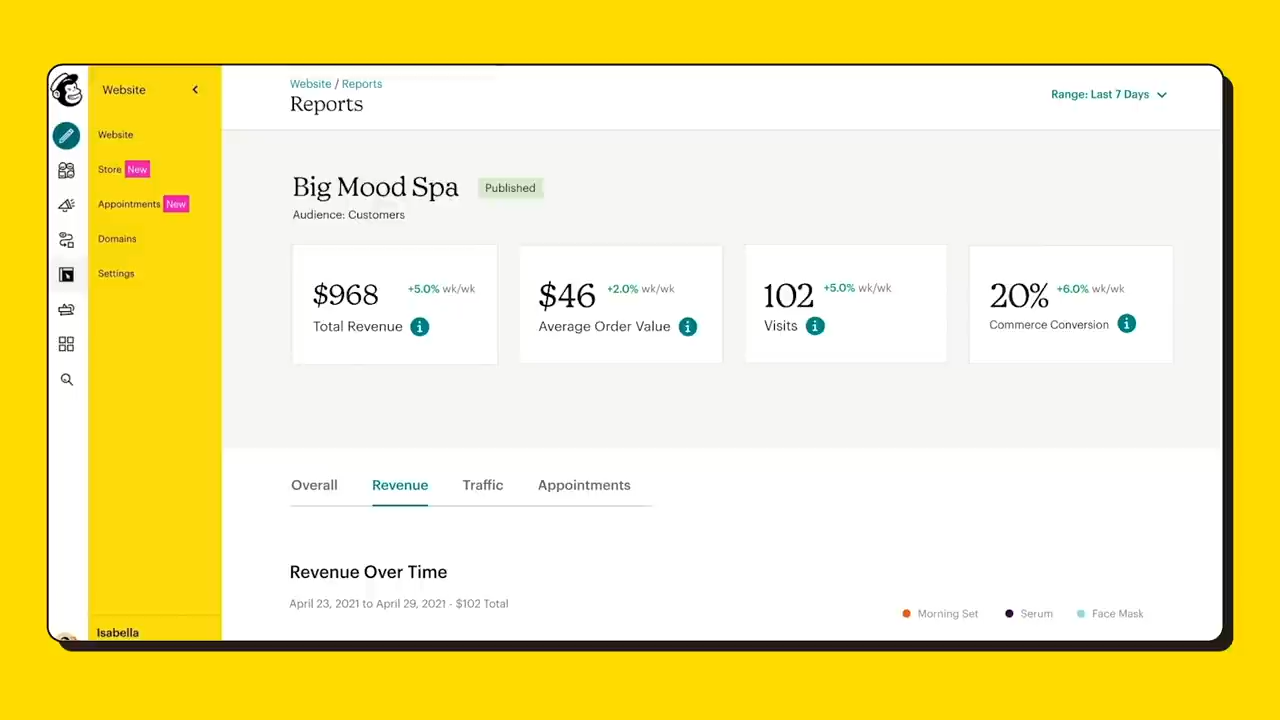 Website
Website
Store New
Appointments New
Domains
Settings
Isabella
Website / Reports
Reports
Range: Last 7 Days
Big Mood Spa Published
Audience: Customers
$968 +5.0% wk/wk
Total Revenue i
$46 +2.0% wk/wk
Average Order Value i
102 +5.0% wk/wk
Visits i
20% +6.0% wk/wk
Commerce Conversion i
Overall Revenue Traffic Appointments
Revenue Over Time
April 23, 2021 to April 29, 2021 - $102 Total
Morning Set Serum Face Mask